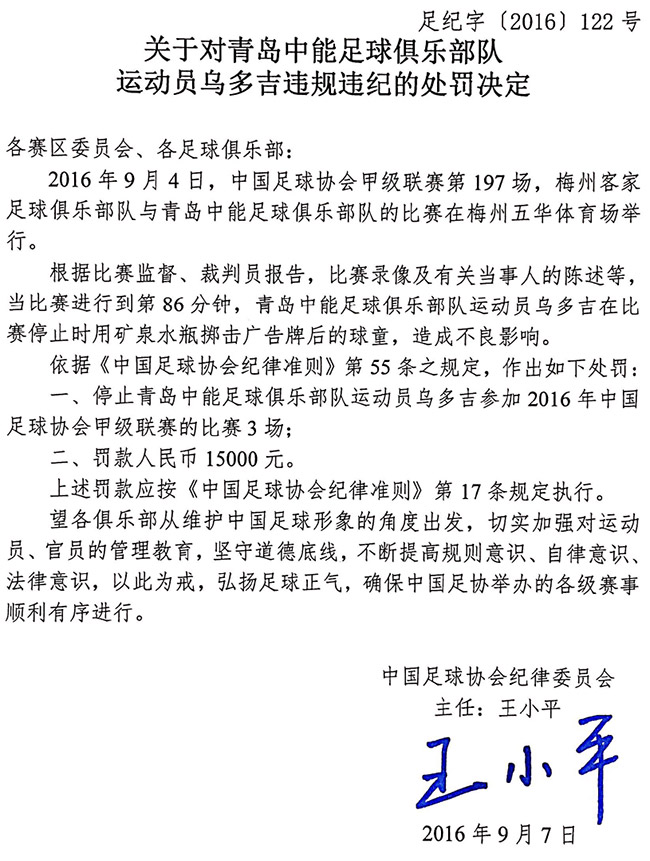 足纪字〔2016〕122 号
关于对青岛中能足球俱乐部队
运动员乌多吉违规违纪的处罚决定
各赛区委员会、各足球俱乐部：
2016 年 9 月 4 日，中国足球协会甲级联赛第 197 场，梅州客家
足球俱乐部队与青岛中能足球俱乐部队的比赛在梅州五华体育场举
行。
根据比赛监督、裁判员报告，比赛录像及有关当事人的陈述等，
当比赛进行到第 86 分钟，青岛中能足球俱乐部队运动员乌多吉在比
赛停止时用矿泉水瓶掷击广告牌后的球童，造成不良影响。
依据《中国足球协会纪律准则》第 55 条之规定，作出如下处罚：
一、停止青岛中能足球俱乐部队运动员乌多吉参加 2016 年中国
足球协会甲级联赛的比赛 3 场；
二、罚款人民币 15000 元。
上述罚款应按《中国足球协会纪律准则》第 17 条规定执行。
望各俱乐部从维护中国足球形象的角度出发，切实加强对运动
员、官员的管理教育，坚守道德底线，不断提高规则意识、自律意识、
法律意识，以此为戒，弘扬足球正气，确保中国足协举办的各级赛事
顺利有序进行。
中国足球协会纪律委员会
主任：王小平
王小平
2016 年 9 月 7 日